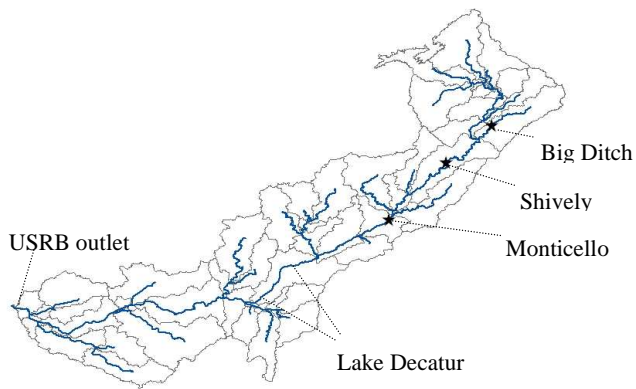 Big Ditch
Shively
Monticello
USRB outlet
Lake Decatur